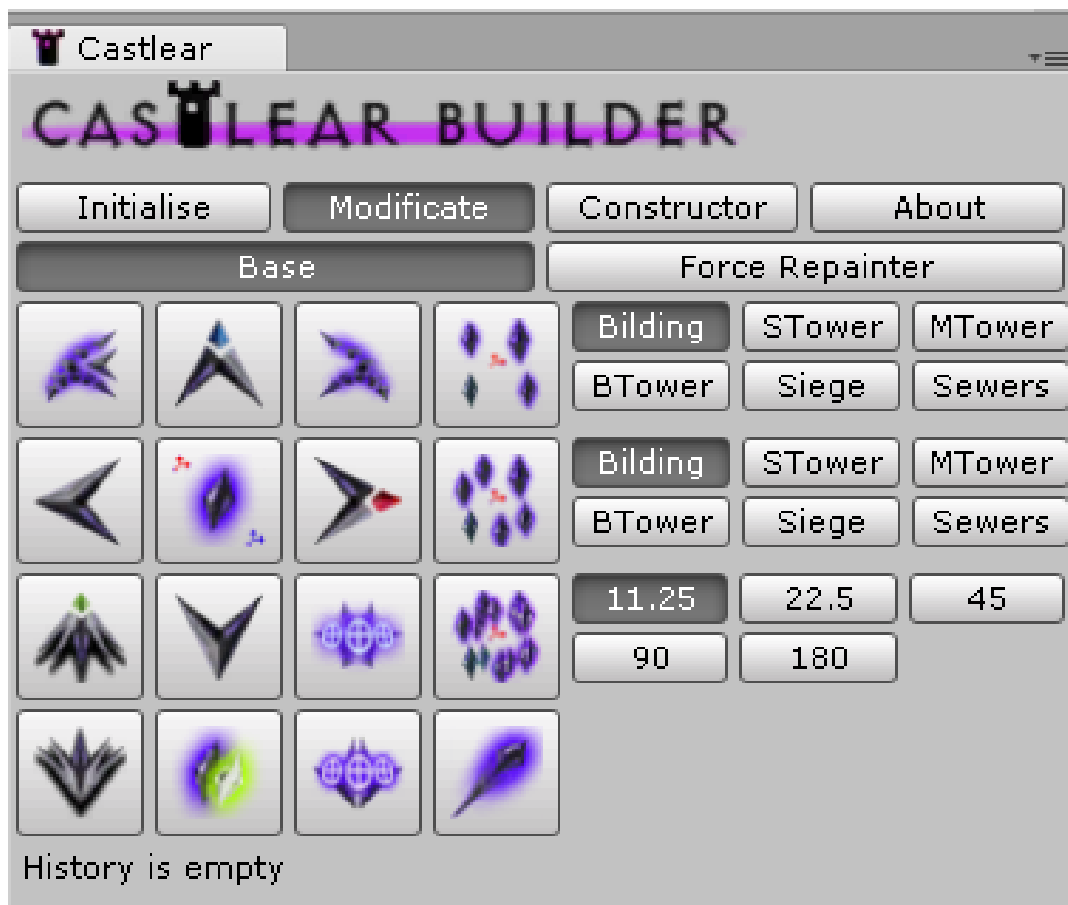 Castlear
CASTLEAR BUILDER
Initialise Modificate Constructor About
Base Force Repainter
Bilding STower MTower
BTower Siege Sewers
Bilding STower MTower
BTower Siege Sewers
11.25 22.5 45
90 180
History is empty